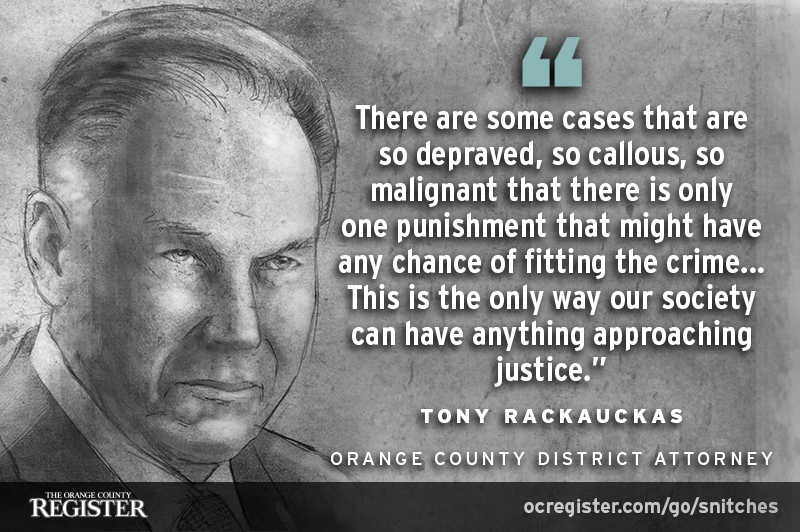 “
There are some cases that are
so depraved, so callous, so
malignant that there is only
one punishment that might have
any chance of fitting the crime...
This is the only way our society
can have anything approaching
justice.”
TONY RACKAUCKAS
ORANGE COUNTY DISTRICT ATTORNEY
THE ORANGE COUNTY
REGISTER
ocregister.com/go/snitches